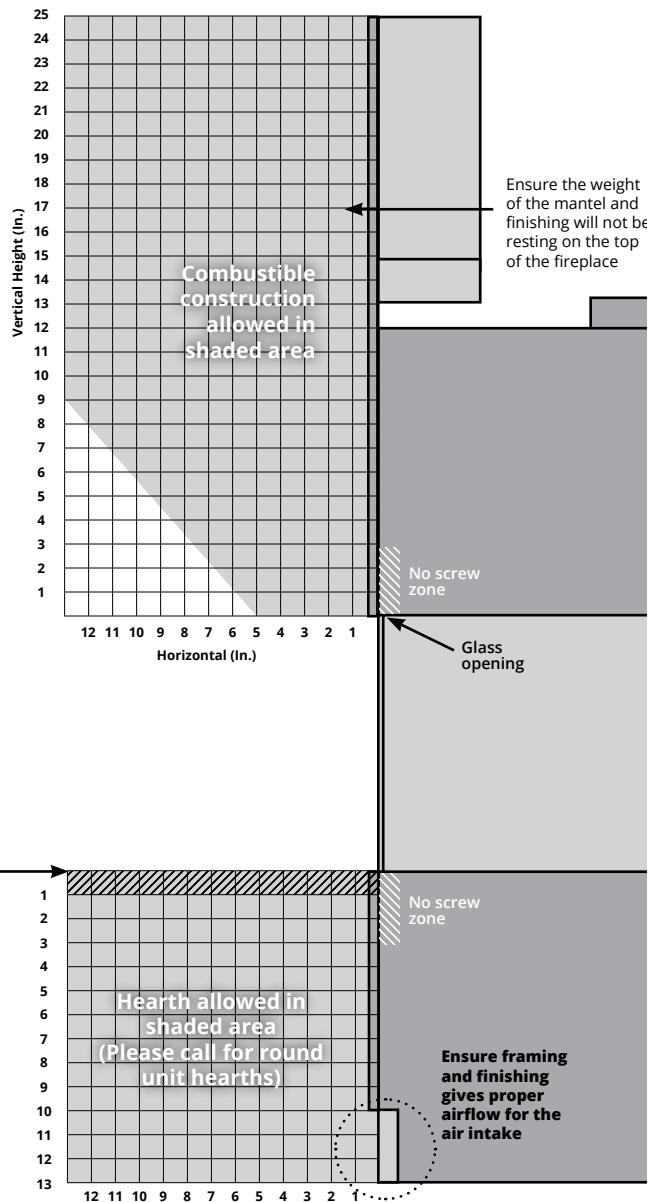 25
24
23
22
21
20
19
18
17
16
15
14
13
12
11
10
9
8
7
6
5
4
3
2
1
Vertical Height (In.)
Combustible
construction
allowed in
shaded area
Ensure the weight
of the mantel and
finishing will not be
resting on the top
of the fireplace
No screw
zone
12 11 10 9 8 7 6 5 4 3 2 1
Horizontal (In.)
Glass
opening
1
2
3
4
5
6
7
8
9
10
11
12
13
No screw
zone
Hearth allowed in
shaded area
(Please call for round
unit hearths)
Ensure framing
and finishing
gives proper
airflow for the
air intake
12 11 10 9 8 7 6 5 4 3 2 1